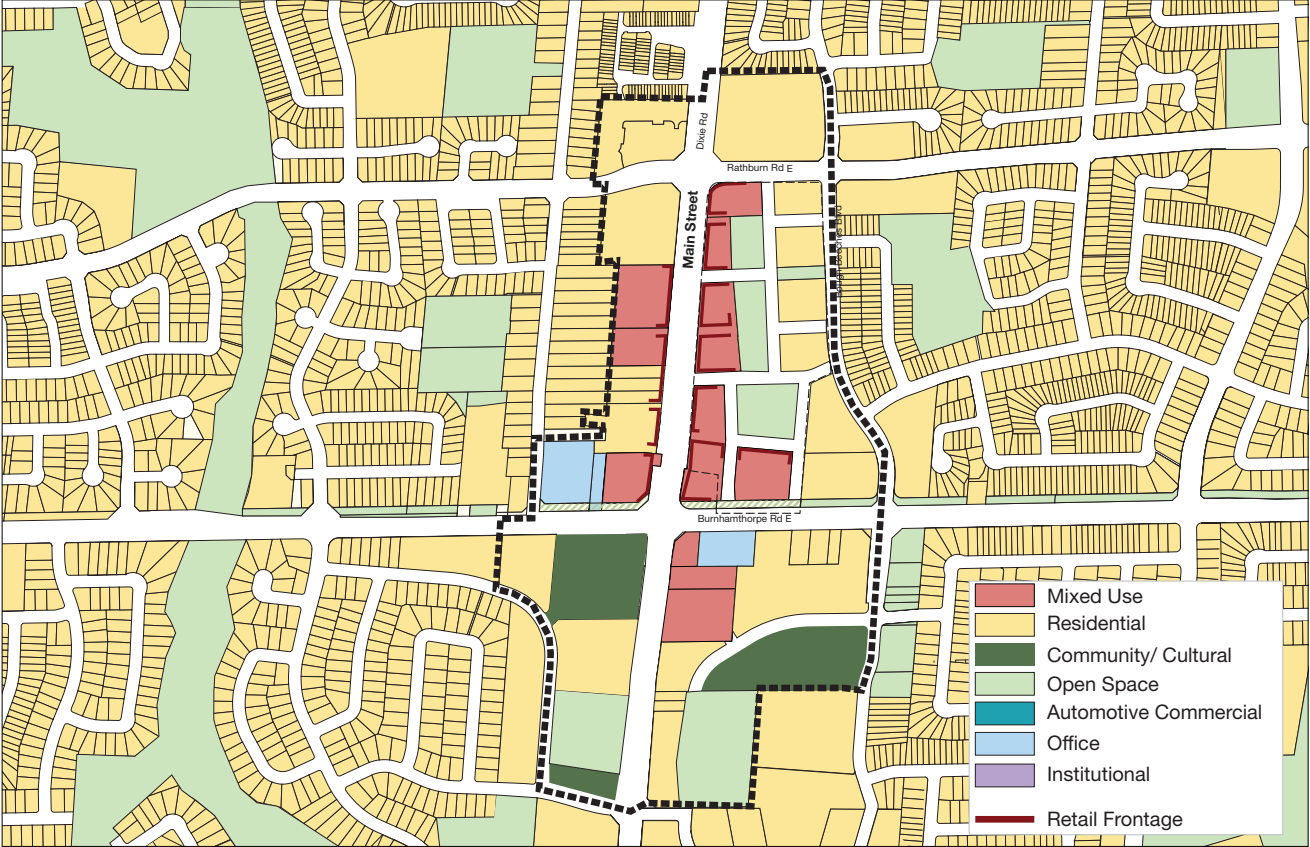 Dixie Rd
Rathburn Rd E
Main Street
Burnhamthorpe Rd E
Mixed Use
Residential
Community/ Cultural
Open Space
Automotive Commercial
Office
Institutional
Retail Frontage